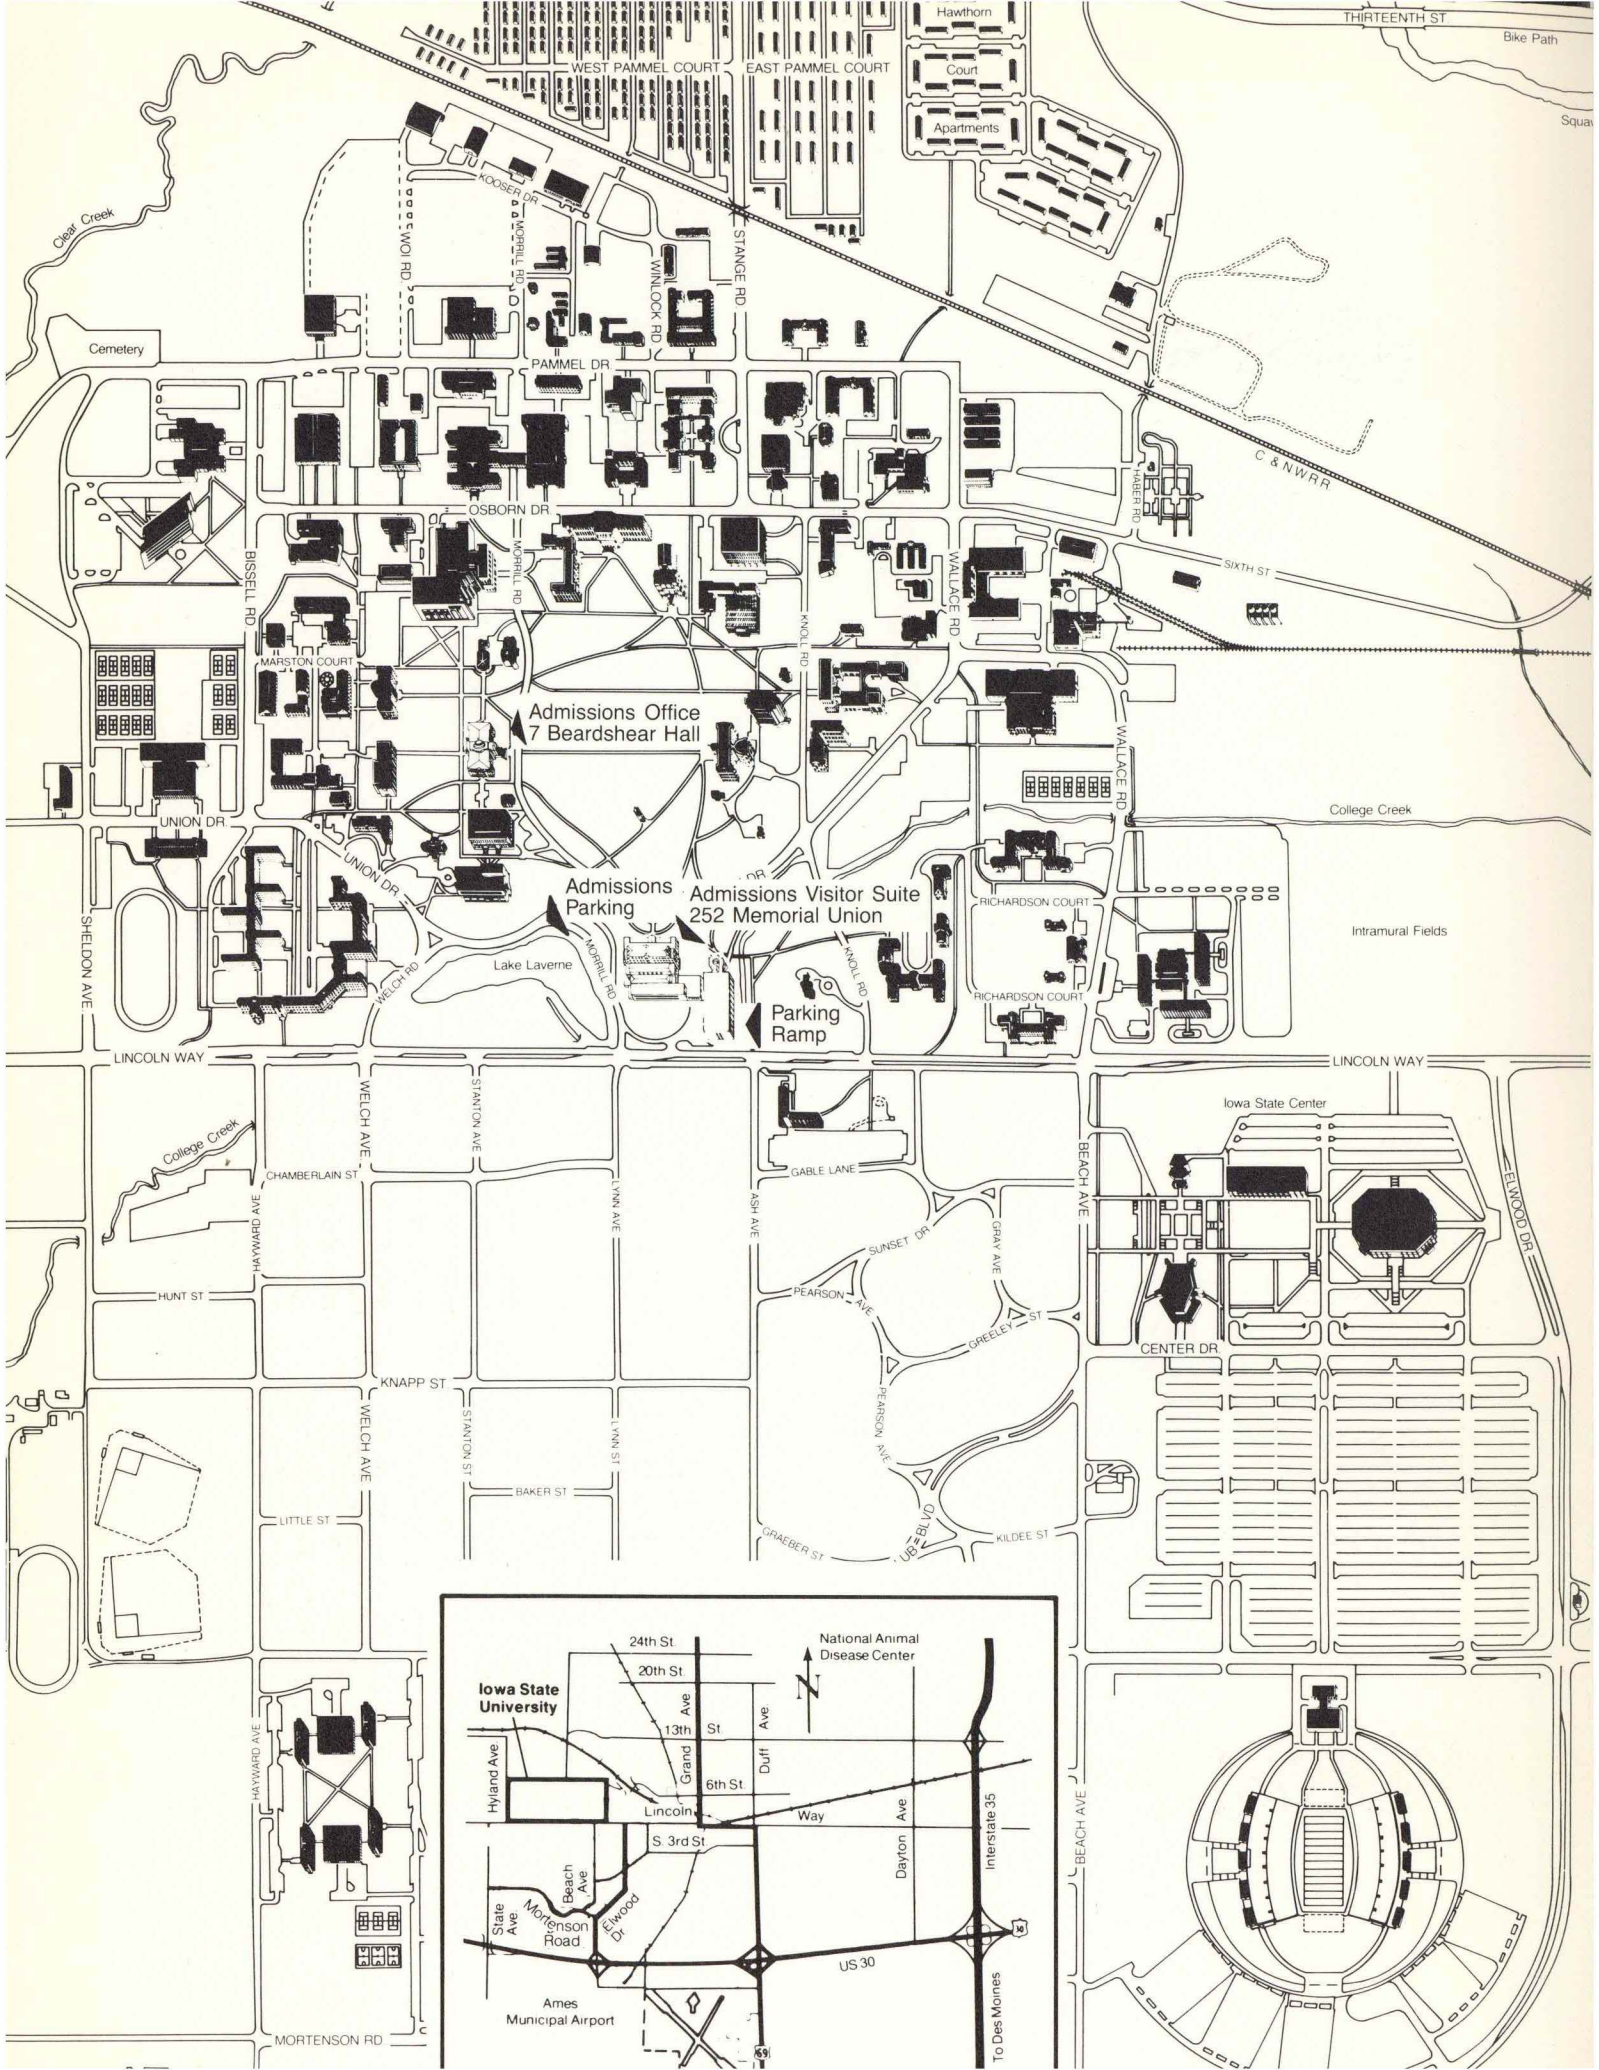 Hawthorn
THIRTEENTH ST.
Bike Path
WEST PAMMEL COURT
EAST PAMMEL COURT
Court
Apartments
Clear Creek
KOOSER DR
WOI RD.
MORRILL RD.
WINLOCK RD.
STANGE RD.
Cemetery
PAMMEL DR.
C & NWRR
HABER RD
OSBORN DR.
BISSELL RD.
MORRILL RD.
KNOLL RD.
WALLACE RD.
SIXTH ST
MARSTON COURT
Admissions Office
7 Beardshear Hall
WALLACE RD.
College Creek
UNION DR.
UNION DR.
Admissions
Parking
DR.
Admissions Visitor Suite
252 Memorial Union
RICHARDSON COURT
Intramural Fields
SHELDON AVE.
Lake Laverne
WELCH RD
MORRILL RD.
KNOLL RD
RICHARDSON COURT
Parking
Ramp
LINCOLN WAY
LINCOLN WAY
WELCH AVE.
STANTON AVE
Iowa State Center
College Creek
BEACH AVE.
CHAMBERLAIN ST
GABLE LANE
ELWOOD DR.
HAYWARD AVE
LYNN AVE
ASH AVE
SUNSET DR
GRAY AVE
HUNT ST
PEARSON AVE
GREELEY ST
CENTER DR.
KNAPP ST
WELCH AVE
STANTON ST
LYNN ST
PEARSON AVE
BAKER ST
LITTLE ST
GRAEBER ST
BLVD
KILDEE ST
24th St.
National Animal
Disease Center
20th St.
Iowa State
University
N
13th St
Grand Ave
Duff Ave
HAYWARD AVE
Hyland Ave
6th St.
Lincoln Way
S. 3rd St.
Dayton Ave
Interstate 35
BEACH AVE.
Beach
Ave
State
Ave.
Mortenson
Road
Elwood
Dr
US 30
30
Ames
Municipal Airport
To Des Moines
MORTENSON RD
69